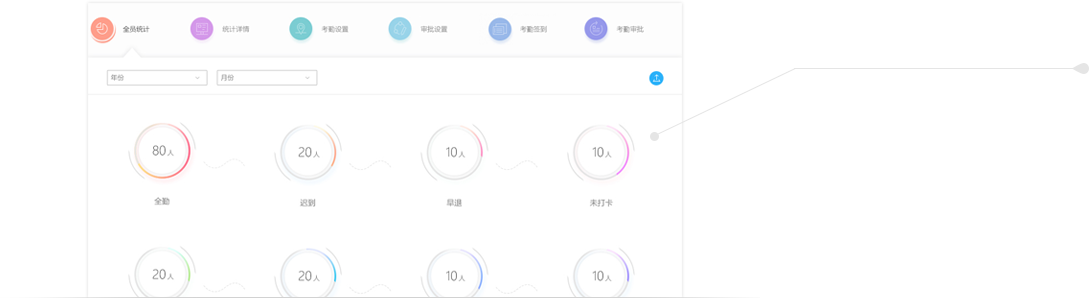 全员统计 统计详情 考勤设置 审批设置 考勤签到 考勤审批
年份 月份
80人 20人 10人 10人
全勤 迟到 早退 未打卡
20人 20人 10人 10人